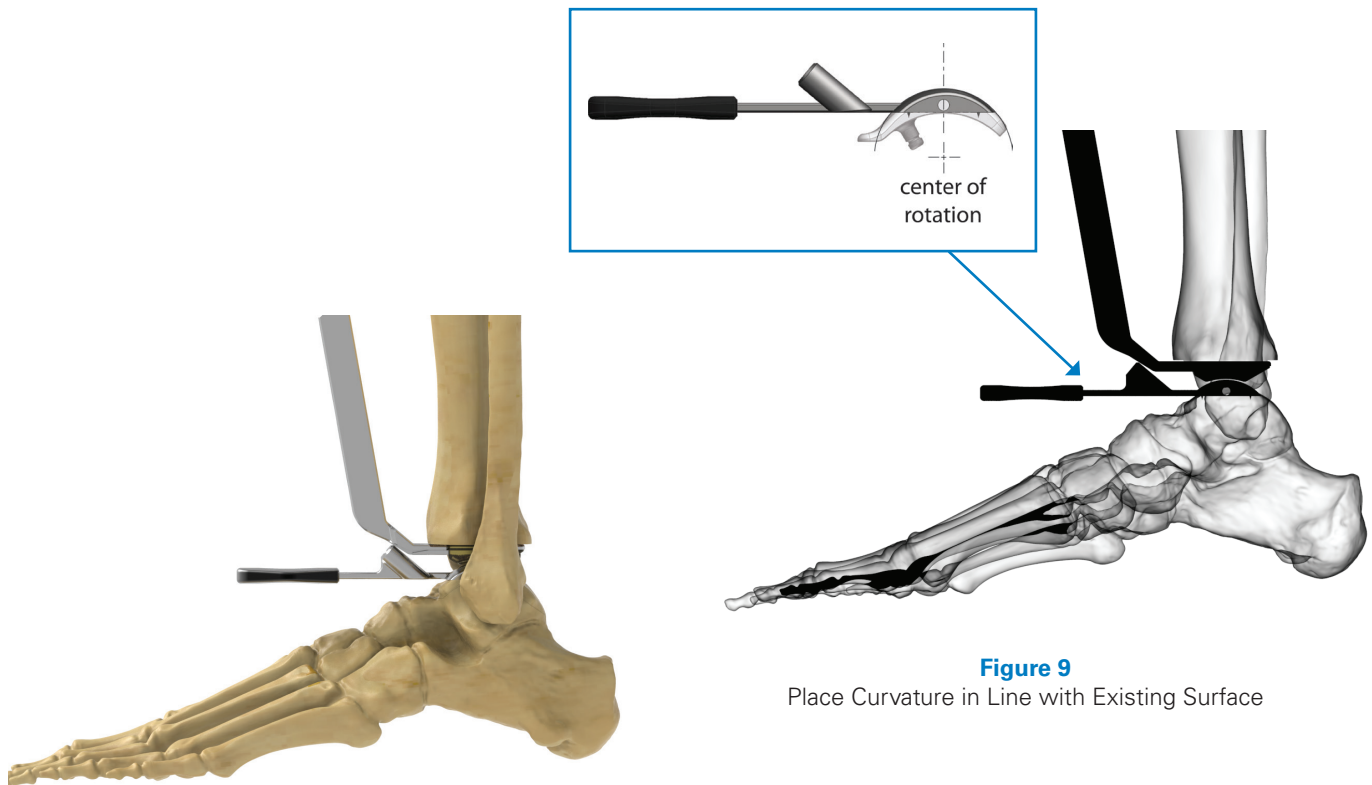 center of
rotation
Figure 9
Place Curvature in Line with Existing Surface